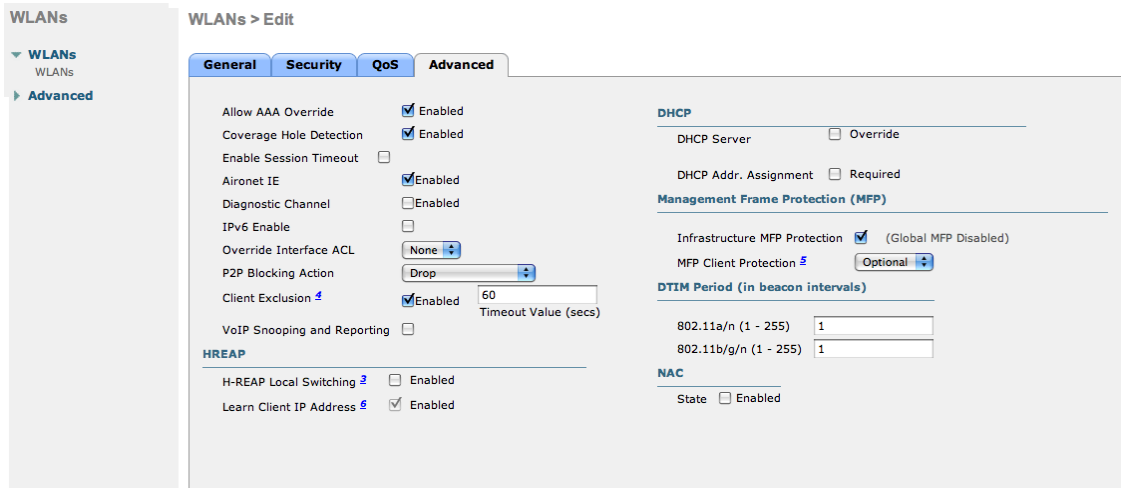 WLANs
WLANs > Edit
WLANs
WLANs
Advanced
General Security QoS Advanced
Allow AAA Override Enabled
Coverage Hole Detection Enabled
Enable Session Timeout
Aironet IE Enabled
Diagnostic Channel Enabled
IPv6 Enable
Override Interface ACL None
P2P Blocking Action Drop
Client Exclusion 4 Enabled 60
Timeout Value (secs)
VoIP Snooping and Reporting
HREAP
H-REAP Local Switching 3 Enabled
Learn Client IP Address 6 Enabled
DHCP
DHCP Server Override
DHCP Addr. Assignment Required
Management Frame Protection (MFP)
Infrastructure MFP Protection (Global MFP Disabled)
MFP Client Protection 5 Optional
DTIM Period (in beacon intervals)
802.11a/n (1 - 255) 1
802.11b/g/n (1 - 255) 1
NAC
State Enabled